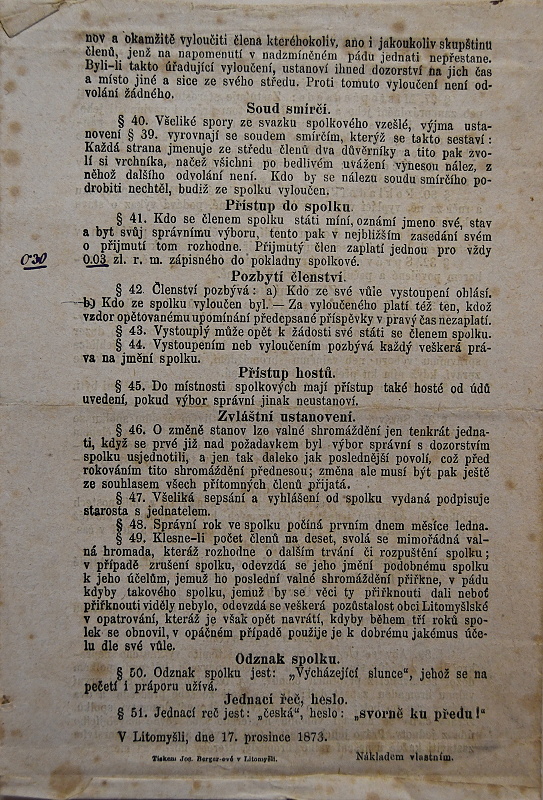 nov a okamžitě vyloučiti člena kteréhokoliv, ano i jakoukoliv skupštinu
členů, jenž na napomenutí v nadzmíněném pádu jednati nepřestane.
Byli-li takto úřadující vyloučení, ustanoví ihned dozorství na jich čas
a místo jiné a sice ze svého středu. Proti tomuto vyloučení není od-
volání žádného.
Soud smírčí.
§ 40. Všeliké spory ze svazku spolkového vzešlé, výjma usta-
novení § 39. vyrovnají se soudem smírčím, kterýž se takto sestaví:
Každá strana jmenuje ze středu členů dva důvěrníky a tito pak zvo-
lí si vrchníka, načež všichni po bedlivém uvážení vynesou nález, z
něhož dalšího odvolání není. Kdo by se nálezu soudu smírčího po-
drobiti nechtěl, budiž ze spolku vyloučen.
Přístup do spolku.
§ 41. Kdo se členem spolku státi míní, oznámí jmeno své, stav
a byt svůj správnímu výboru, tento pak v nejbližším zasedání svém
o přijmutí tom rozhodne. Přijmutý člen zaplatí jednou pro vždy
0·30 0.03 zl. r. m. zápisného do pokladny spolkové.
Pozbytí členství.
§ 42. Členství pozbývá: a) Kdo ze své vůle vystoupení ohlásí.
b) Kdo ze spolku vyloučen byl. — Za vyloučeného platí též ten, kdož
vzdor opětovanému upomínání předepsané příspěvky v pravý čas nezaplatí.
§ 43. Vystouplý může opět k žádosti své státi se členem spolku.
§ 44. Vystoupením neb vyloučením pozbývá každý veškerá prá-
va na jmění spolku.
Přístup hostů.
§ 45. Do místnosti spolkových mají přístup také hosté od údů
uvedení, pokud výbor správní jinak neustanoví.
Zvláštní ustanovení.
§ 46. O změně stanov lze valné shromáždění jen tenkrát jedna-
ti, když se prvé již nad požadavkem byl výbor správní s dozorstvím
spolku usjednotili, a jen tak daleko jak poslednější povolí, což před
rokováním tito shromáždění přednesou; změna ale musí být pak ještě
ze souhlasem všech přítomných členů přijatá.
§ 47. Všeliká sepsání a vyhlášení od spolku vydaná podpisuje
starosta s jednatelem.
§ 48. Správní rok ve spolku počíná prvním dnem měsíce ledna.
§ 49. Klesne-li počet členů na deset, svolá se mimořádná val-
ná hromada, kteráž rozhodne o dalším trvání či rozpuštění spolku;
v případě zrušení spolku, odevzdá se jeho jmění podobnému spolku
k jeho účelům, jemuž ho poslední valné shromáždění přiřkne, v pádu
kdyby takového spolku, jemuž by se věci ty přiřknouti dali neboť
přiřknouti viděly nebylo, odevzdá se veškerá pozůstalost obci Litomyšlské
v opatrování, kteráž je však opět navrátí, kdyby během tří roků spo-
lek se obnovil, v opáčném případě použije je k dobrému jakémus úče-
lu dle své vůle.
Odznak spolku.
§ 50. Odznak spolku jest: „Vycházející slunce“, jehož se na
pečeti i práporu užívá.
Jednací řeč, heslo.
§ 51. Jednací reč jest: „česká“, heslo: „svorně ku předu!“
V Litomyšli, dne 17. prosince 1873.
Tiskem Jos. Berger-ově v Litomyšli. Nákladem vlastním.